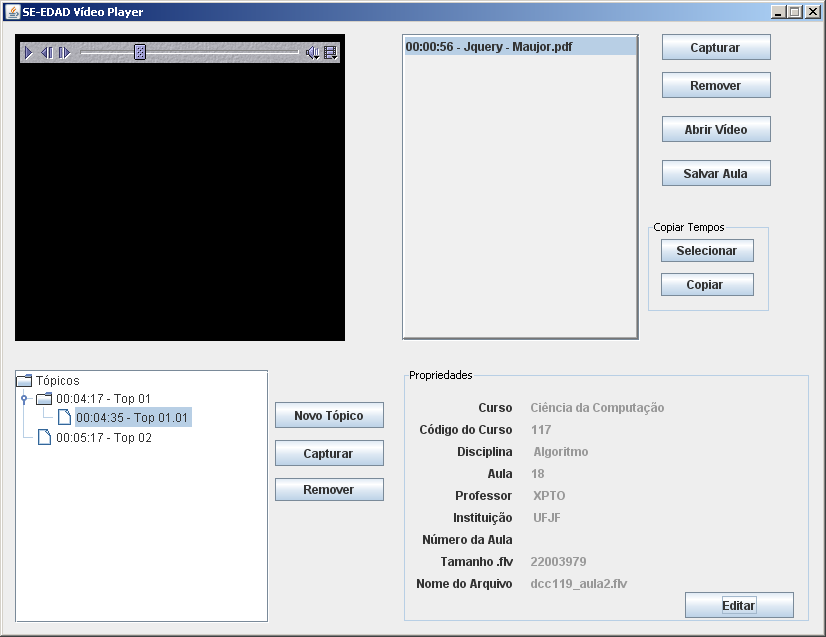 SE-EDAD Vídeo Player
00:00:56 - Jquery - Maujor.pdf
Capturar
Remover
Abrir Vídeo
Salvar Aula
Copiar Tempos
Selecionar
Copiar
Tópicos
00:04:17 - Top 01
00:04:35 - Top 01.01
00:05:17 - Top 02
Novo Tópico
Capturar
Remover
Propriedades
Curso Ciência da Computação
Código do Curso 117
Disciplina Algoritmo
Aula 18
Professor XPTO
Instituição UFJF
Número da Aula
Tamanho .flv 22003979
Nome do Arquivo dcc119_aula2.flv
Editar